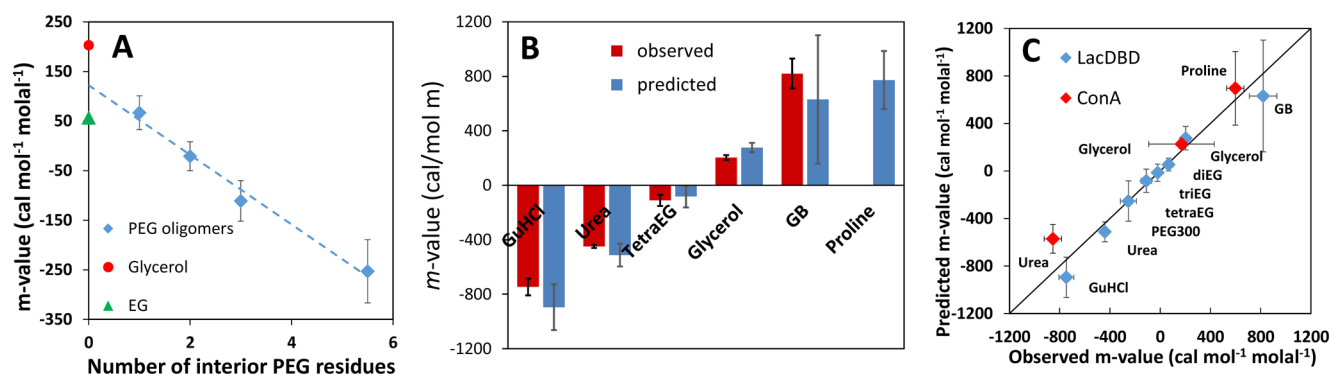 A
m-value (cal mol⁻¹ molal⁻¹)
250
150
50
-50
-150
-250
-350
PEG oligomers
Glycerol
EG
0
2
4
6
Number of interior PEG residues
B
m-value (cal/mol m)
1200
800
400
0
-400
-800
-1200
observed
predicted
GuHCl
Urea
TetraEG
Glycerol
GB
Proline
C
Predicted m-value (cal mol⁻¹ molal⁻¹)
1200
800
400
0
-400
-800
-1200
LacDBD
ConA
Proline
GB
Glycerol
Glycerol
diEG
triEG
tetraEG
PEG300
Urea
Urea
GuHCl
-1200
-800
-400
0
400
800
1200
Observed m-value (cal mol⁻¹ molal⁻¹)